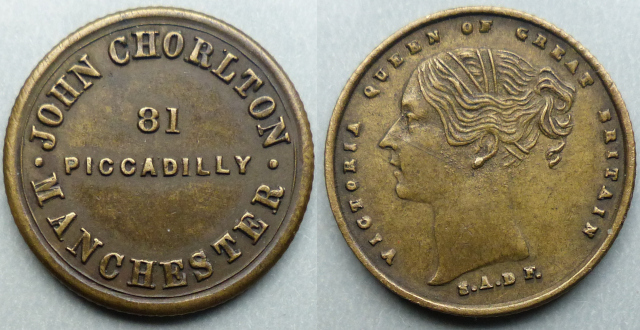 JOHN CHORLTON
81
PICCADILLY
MANCHESTER
VICTORIA QUEEN OF GREAT BRITAIN
S.A.D F.